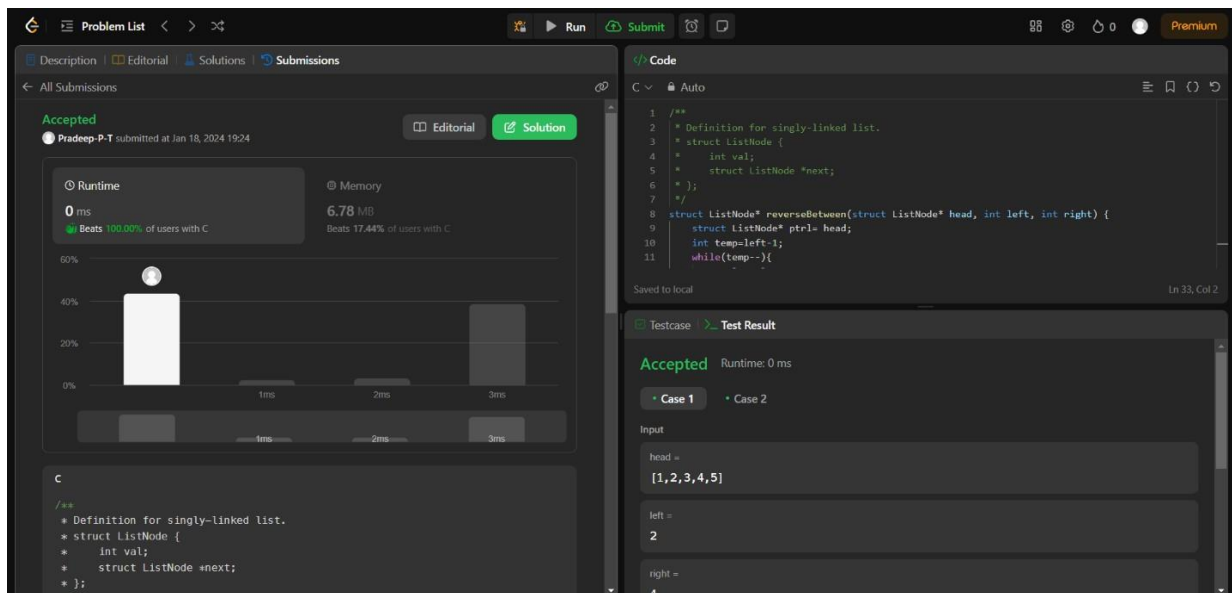 Problem List
Run
Submit
0
Premium
Description
Editorial
Solutions
Submissions
All Submissions
Accepted
Pradeep-P-T submitted at Jan 18, 2024 19:24
Editorial
Solution
Runtime
0 ms
Beats 100.00% of users with C
Memory
6.78 MB
Beats 17.44% of users with C
60%
40%
20%
0%
1ms
2ms
3ms
1ms
2ms
3ms
C
/**
* Definition for singly-linked list.
* struct ListNode {
*     int val;
*     struct ListNode *next;
* };
Code
C
Auto
1 /**
2 * Definition for singly-linked list.
3 * struct ListNode {
4 *     int val;
5 *     struct ListNode *next;
6 * };
7 */
8 struct ListNode* reverseBetween(struct ListNode* head, int left, int right) {
9 struct ListNode* ptrl= head;
10 int temp=left-1;
11 while(temp--){
Saved to local
Ln 33, Col 2
Testcase
>_ Test Result
Accepted
Runtime: 0 ms
• Case 1
• Case 2
Input
head =
[1,2,3,4,5]
left =
2
right =